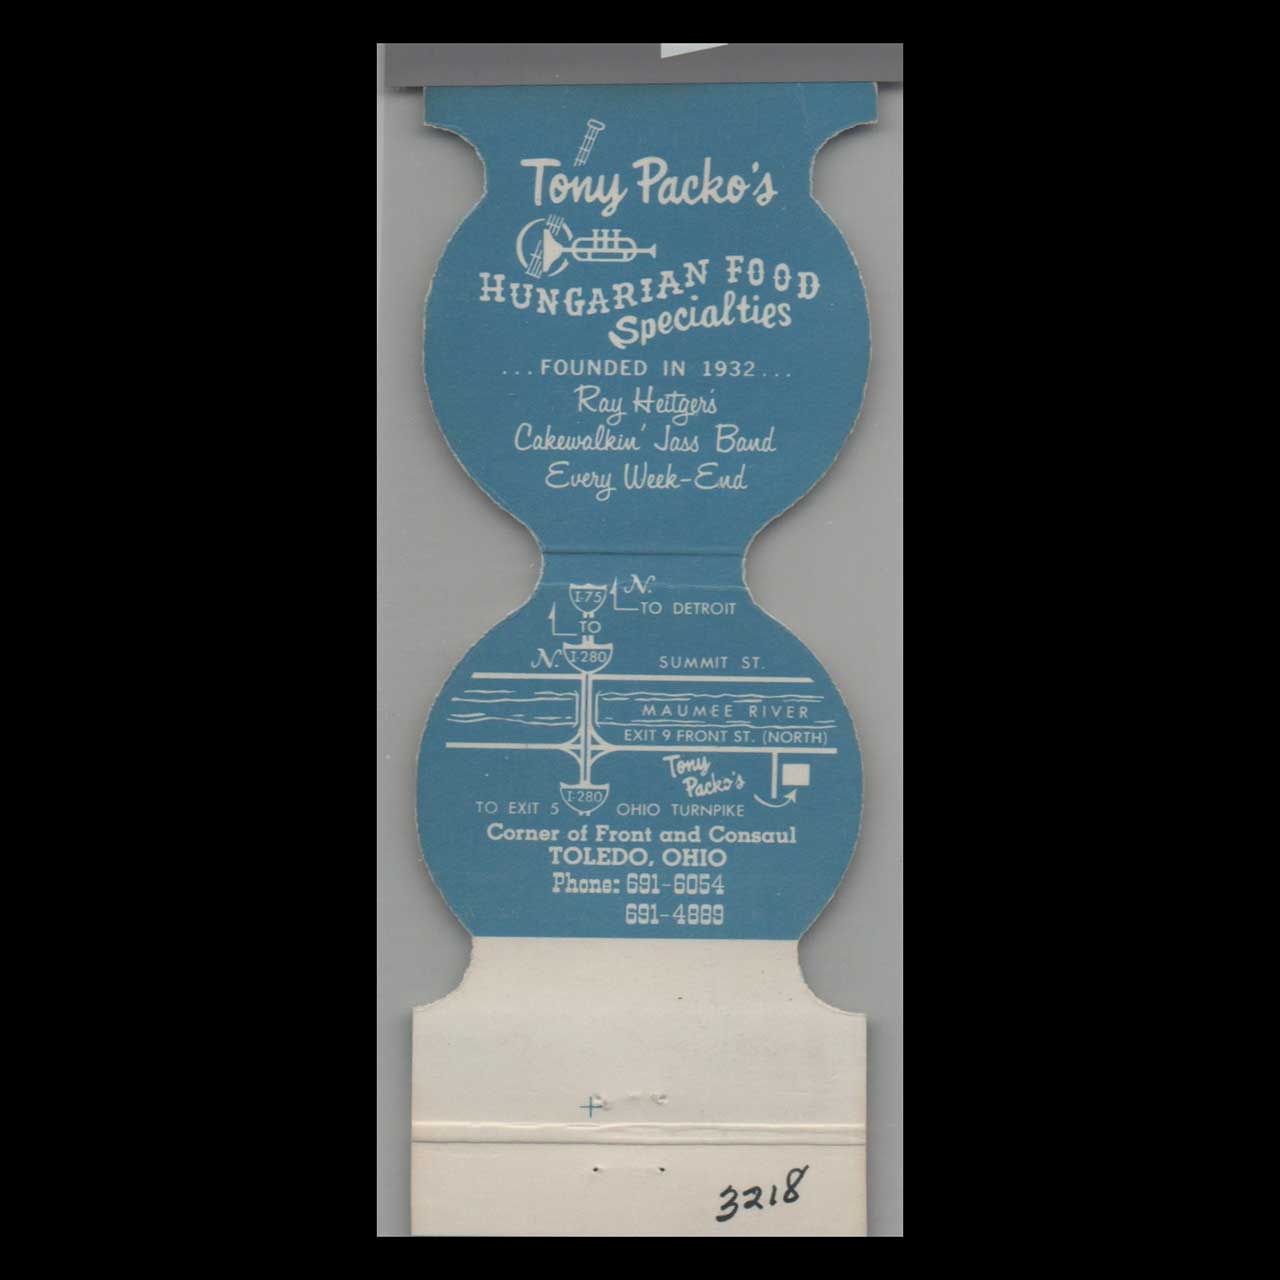 Tony Packo's
HUNGARIAN FOOD
Specialties
...FOUNDED IN 1932...
Ray Heitger's
Cakewalkin' Jass Band
Every Week-End
I-75
N.
TO DETROIT
TO
N.
I-280
SUMMIT ST.
MAUMEE RIVER
EXIT 9 FRONT ST. (NORTH)
Tony
Packo's
I-280
TO EXIT 5 OHIO TURNPIKE
Corner of Front and Consaul
TOLEDO, OHIO
Phone: 691-6054
691-4889
3218